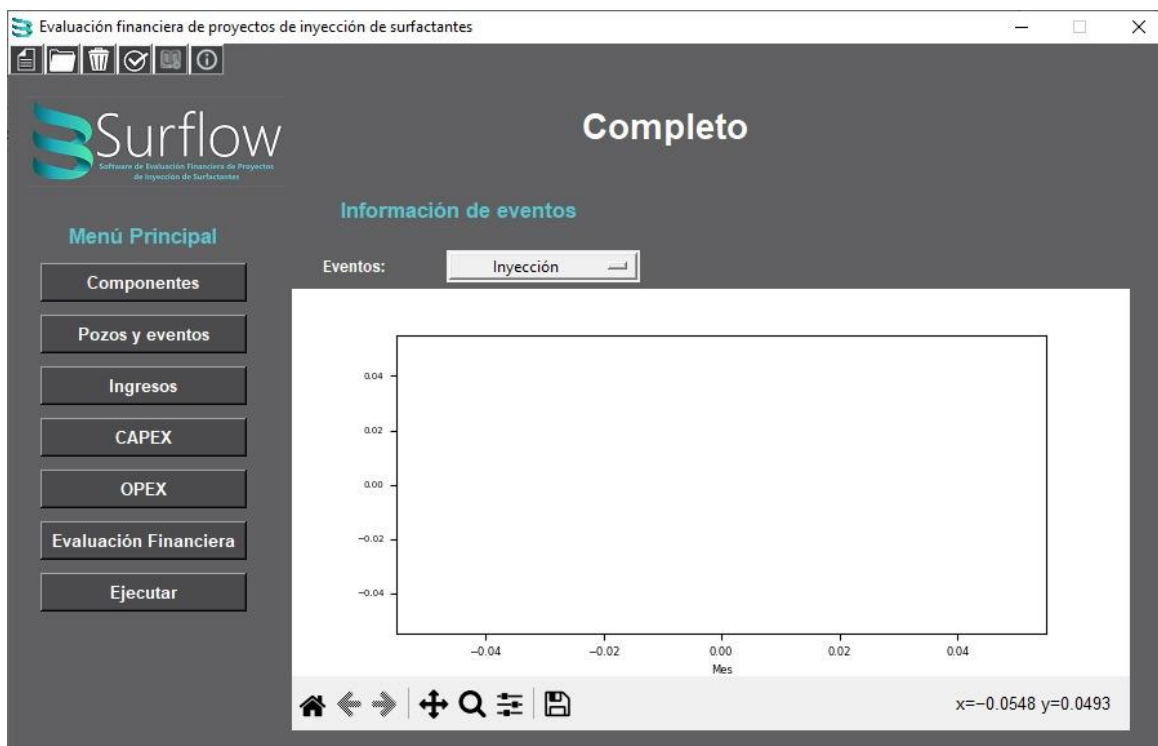 Evaluación financiera de proyectos de inyección de surfactantes
Surflow
Software de Evaluación Financiera de Proyectos
de Inyección de Surfactantes
Completo
Información de eventos
Menú Principal
Eventos:
Inyección
Componentes
Pozos y eventos
Ingresos
CAPEX
OPEX
Evaluación Financiera
Ejecutar
0.04
0.02
0.00
−0.02
−0.04
−0.04 −0.02 0.00 0.02 0.04
Mes
x=−0.0548 y=0.0493